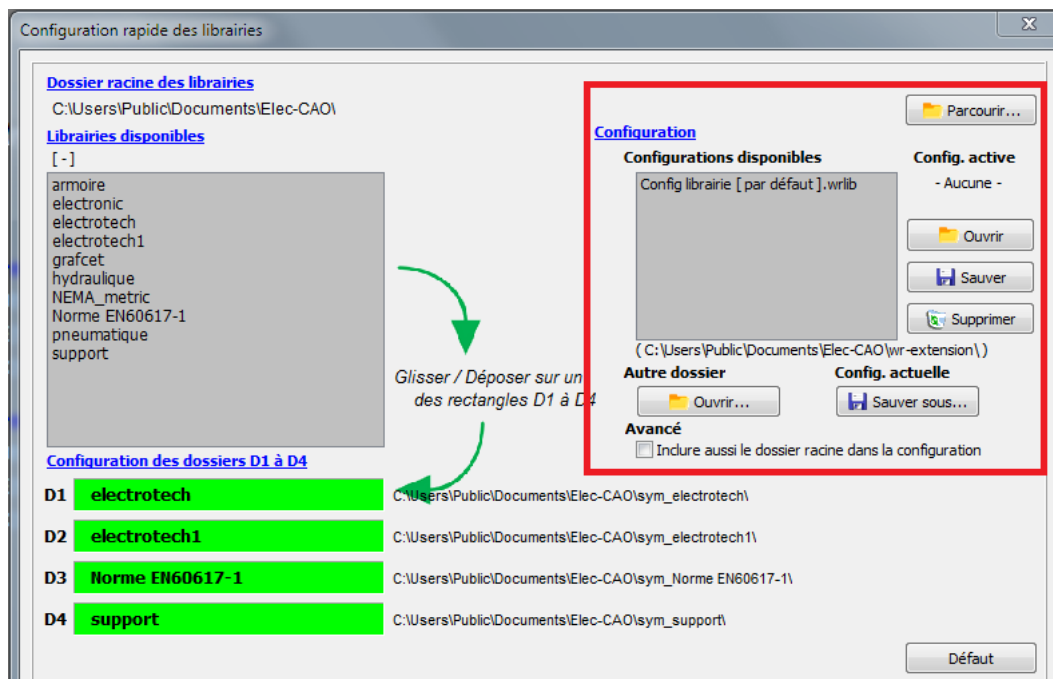 Configuration rapide des librairies
x
Dossier racine des librairies
C:\Users\Public\Documents\Elec-CAO\
Librairies disponibles
[ - ]
armoire
electronic
electrotech
electrotech1
grafcet
hydraulique
NEMA_metric
Norme EN60617-1
pneumatique
support
Glisser / Déposer sur un
des rectangles D1 à D4
Parcourir...
Configuration
Configurations disponibles
Config. active
Config librairie [ par défaut ].wrlib
- Aucune -
Ouvrir
Sauver
Supprimer
( C:\Users\Public\Documents\Elec-CAO\wr-extension\ )
Autre dossier
Config. actuelle
Ouvrir...
Sauver sous...
Avancé
Inclure aussi le dossier racine dans la configuration
Configuration des dossiers D1 à D4
D1 electrotech C:\Users\Public\Documents\Elec-CAO\sym_electrotech\
D2 electrotech1 C:\Users\Public\Documents\Elec-CAO\sym_electrotech1\
D3 Norme EN60617-1 C:\Users\Public\Documents\Elec-CAO\sym_Norme EN60617-1\
D4 support C:\Users\Public\Documents\Elec-CAO\sym_support\
Défaut